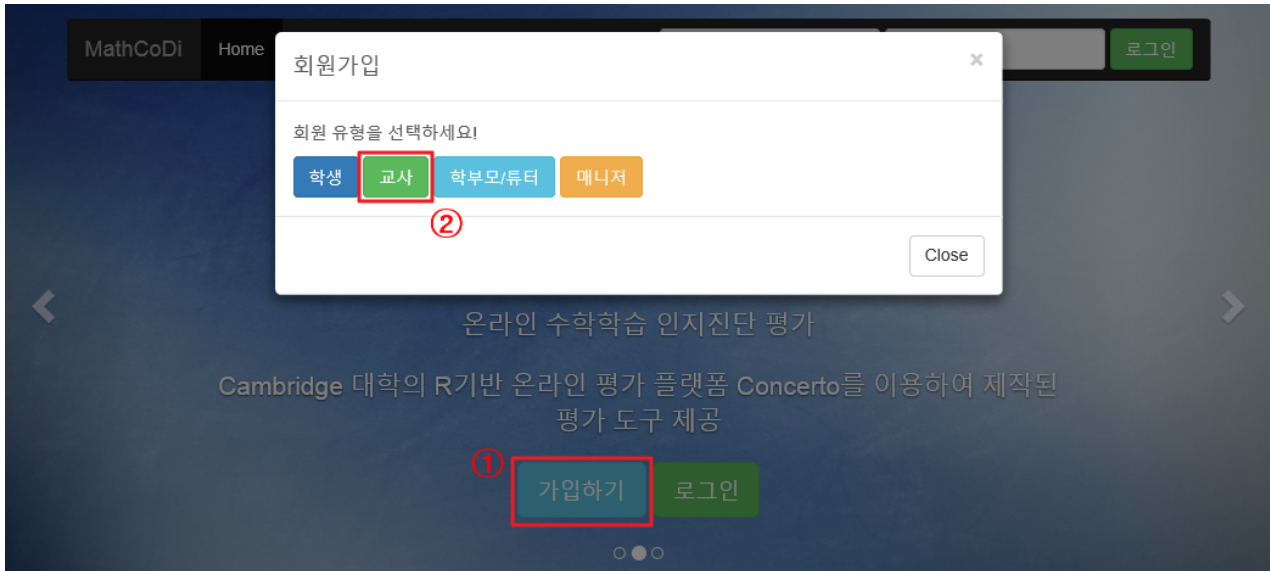 MathCoDi Home 로그인
회원가입 ×
회원 유형을 선택하세요!
학생 교사 학부모/튜터 매니저
②
Close
온라인 수학학습 인지진단 평가
Cambridge 대학의 R기반 온라인 평가 플랫폼 Concerto를 이용하여 제작된
평가 도구 제공
①
가입하기 로그인